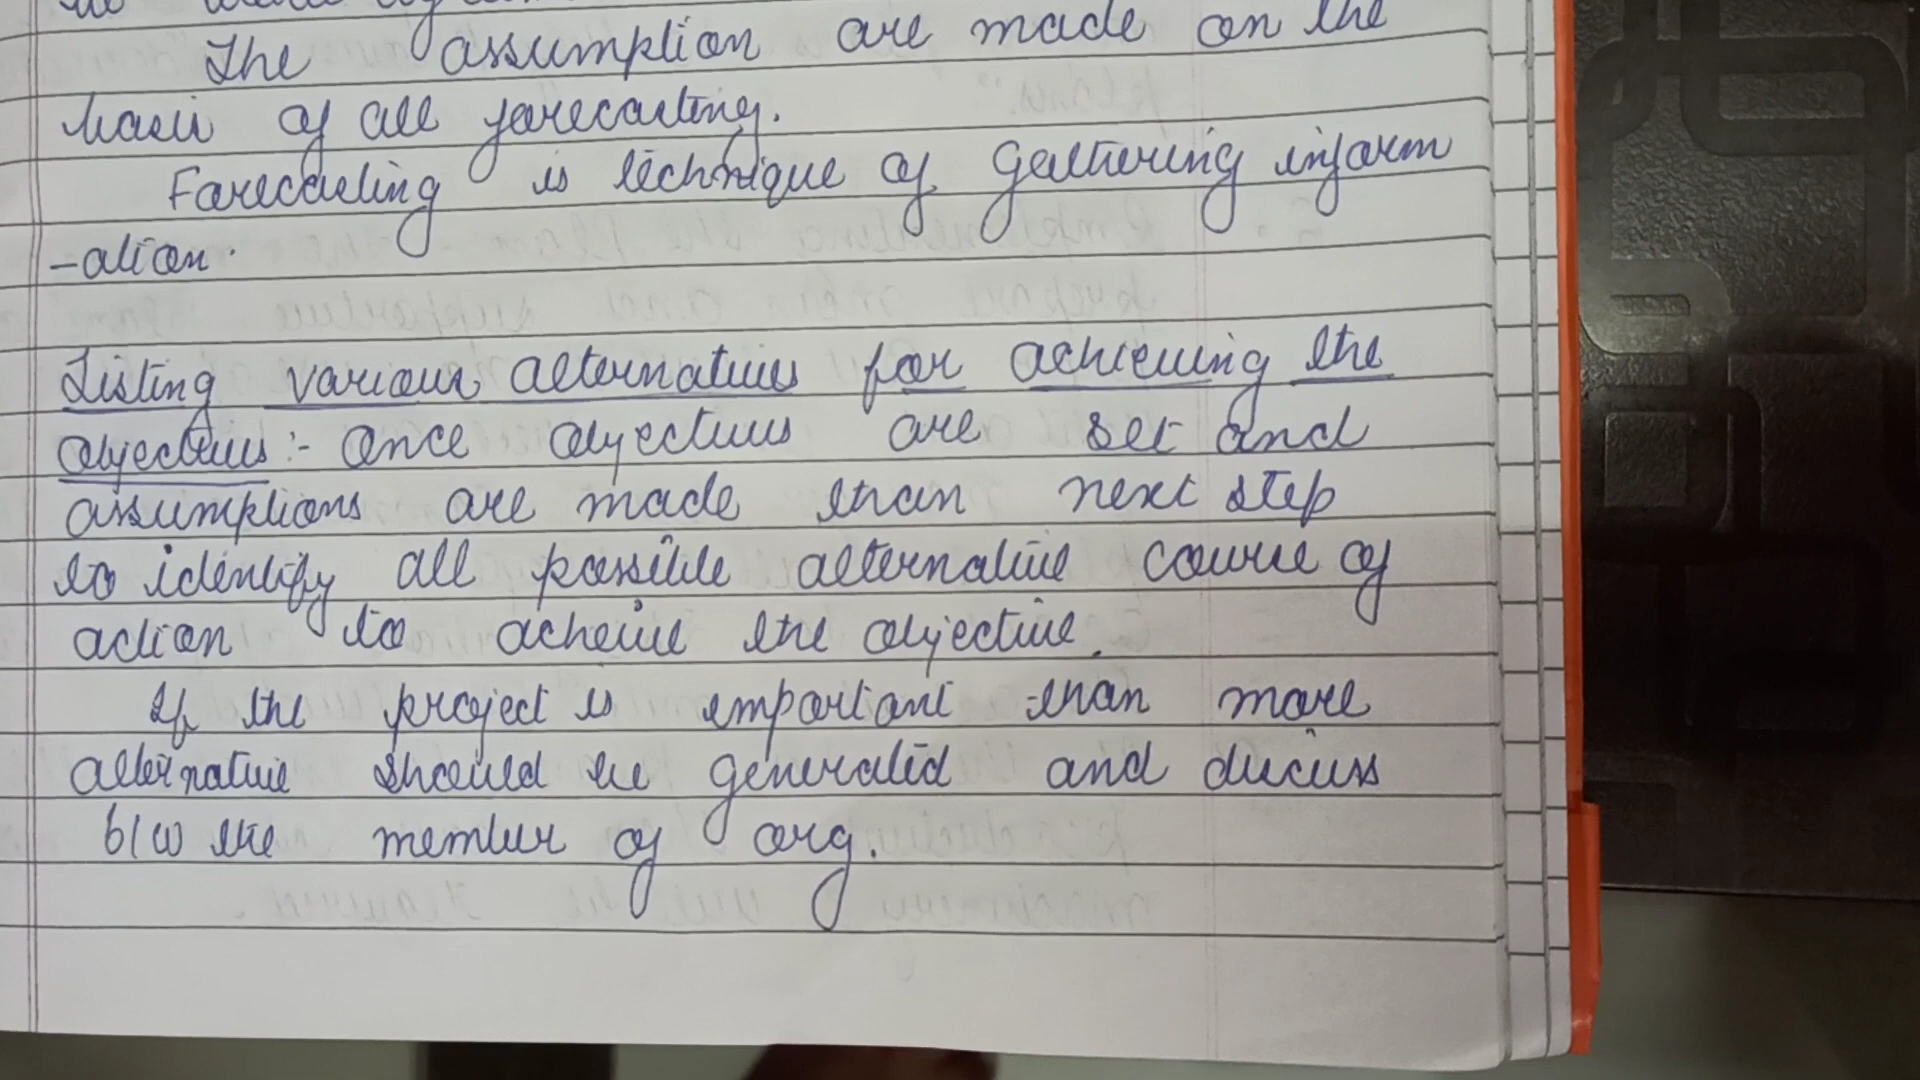 The assumption are made on the
basis of all forecasting.
Forecasting is technique of gathering inform
-ation.
Listing various alternatives for achieving the
objectives :- Once objectives are set and
assumptions are made than next step
to identify all possible alternative course of
action to acheive the objective.
If the project is important than more
alternative should be generated and discuss
b/w the member of org.